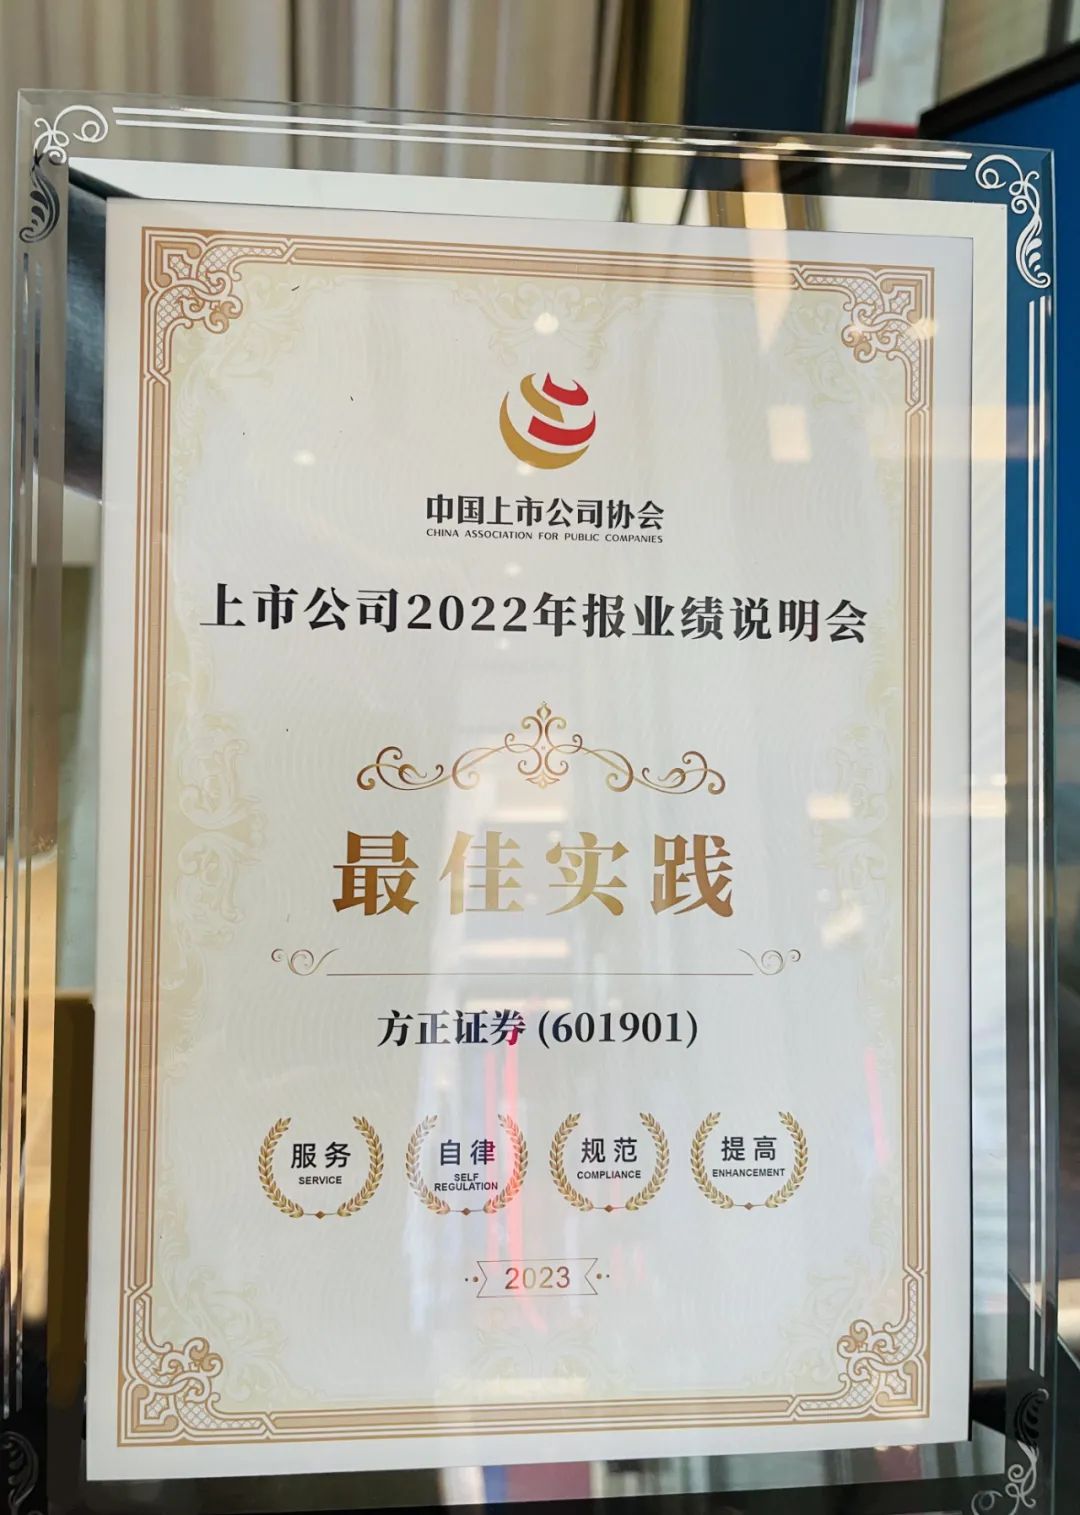 中国上市公司协会
CHINA ASSOCIATION FOR PUBLIC COMPANIES
上市公司2022年报业绩说明会
最佳实践
方正证券 (601901)
服务
SERVICE
自律
SELF
REGULATION
规范
COMPLIANCE
提高
ENHANCEMENT
2023